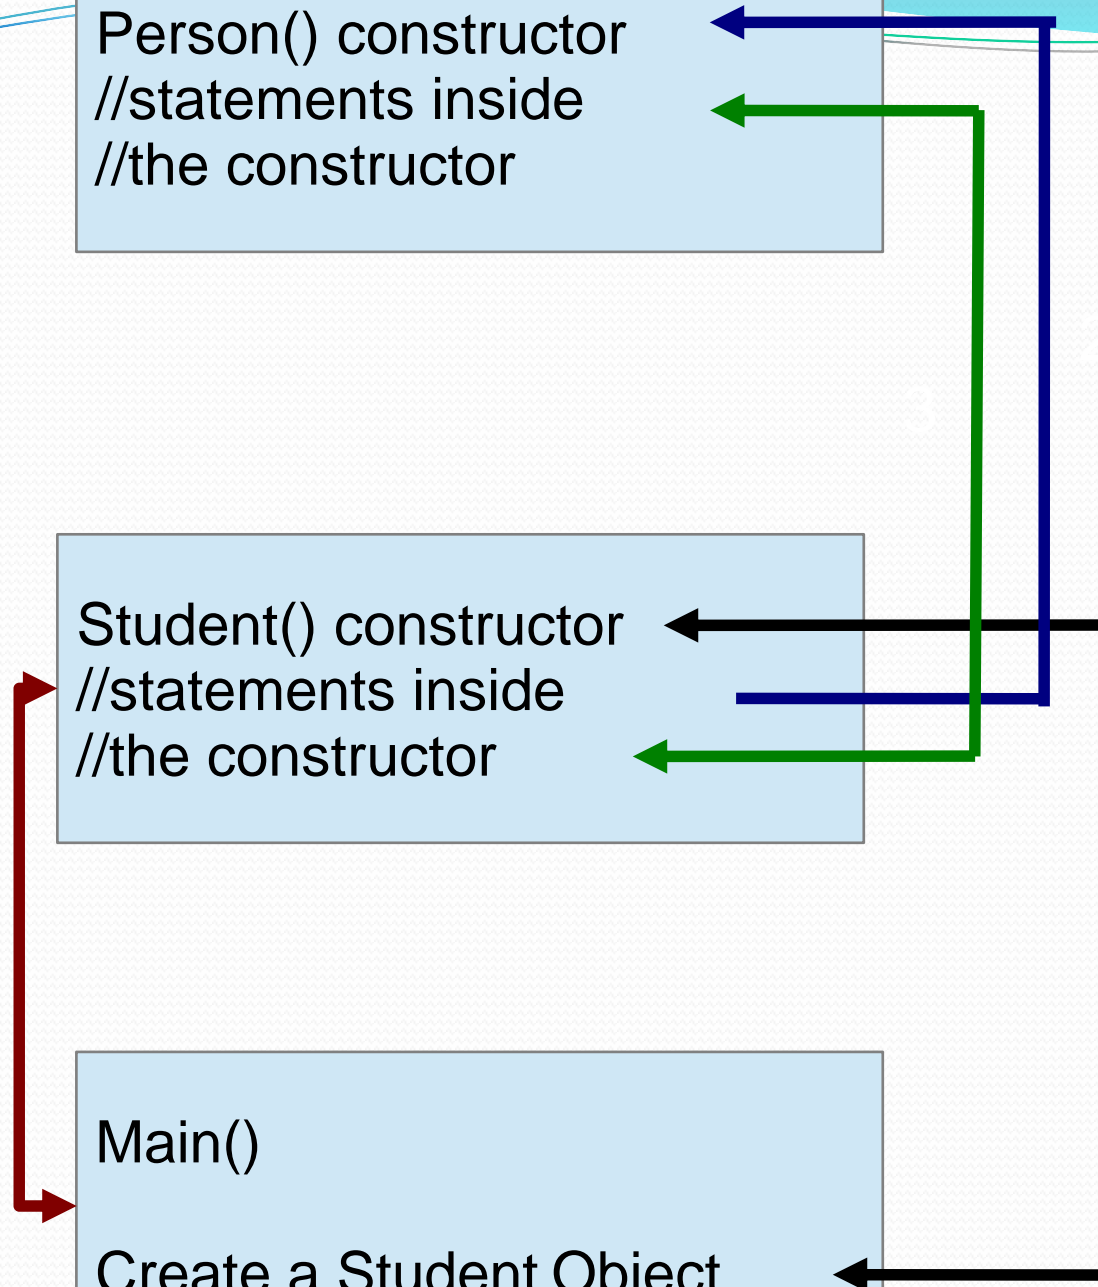 Person() constructor
//statements inside
//the constructor
Student() constructor
//statements inside
//the constructor
Main()
Create a Student Object